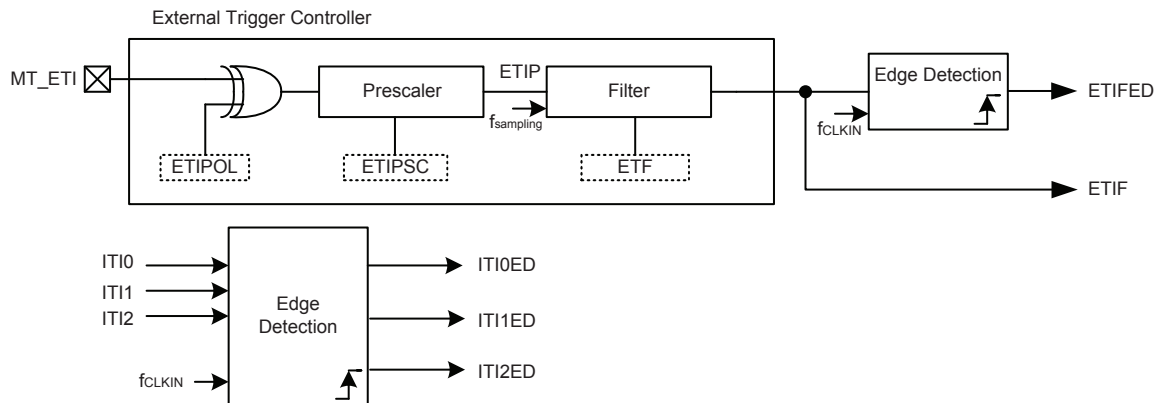 External Trigger Controller
MT_ETI
Prescaler
ETIP
fsampling
Filter
Edge Detection
fCLKIN
ETIFED
ETIPOL
ETIPSC
ETF
ETIF
ITI0
ITI1
ITI2
fCLKIN
Edge
Detection
ITI0ED
ITI1ED
ITI2ED